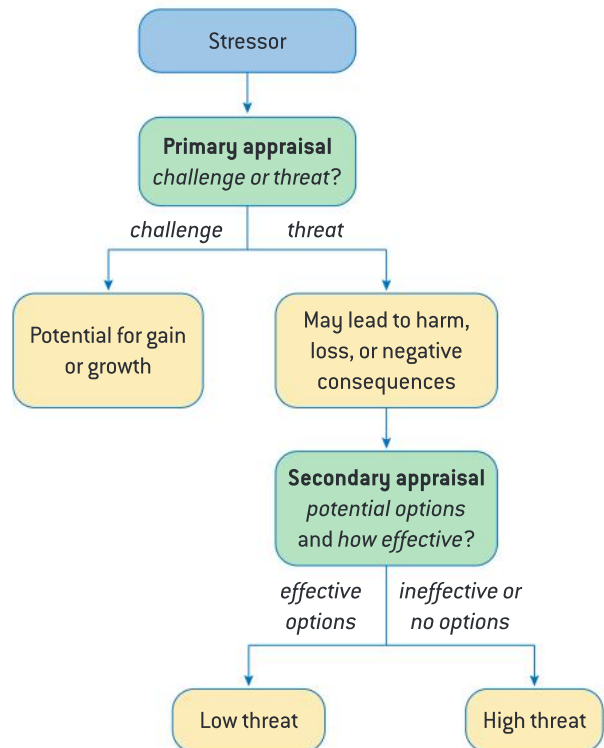 Stressor
Primary appraisal
challenge or threat?
challenge
threat
Potential for gain
or growth
May lead to harm,
loss, or negative
consequences
Secondary appraisal
potential options
and how effective?
effective
options
ineffective or
no options
Low threat
High threat